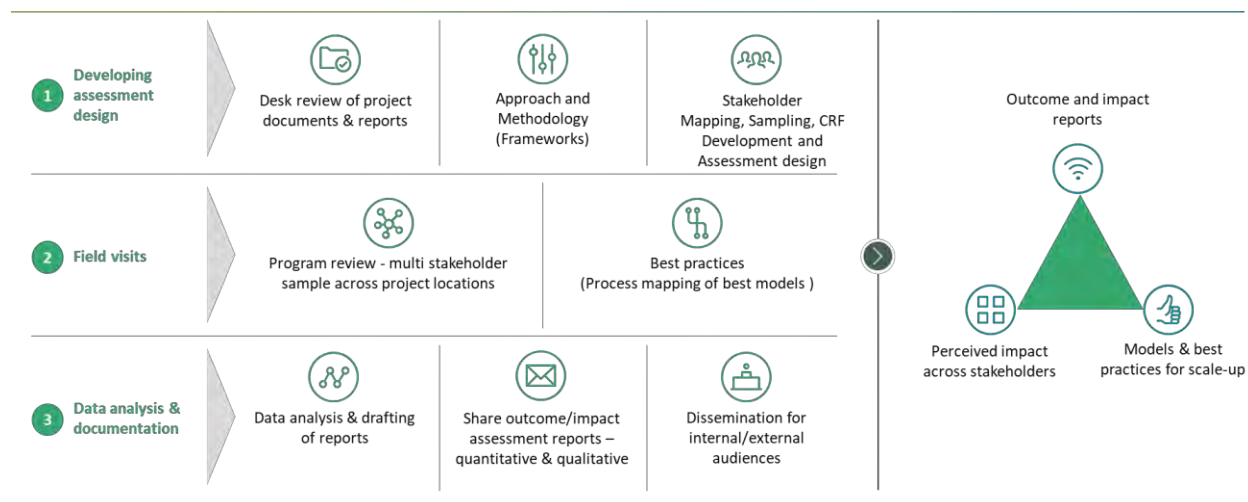 1
Developing
assessment
design
Desk review of project
documents & reports
Approach and
Methodology
(Frameworks)
Stakeholder
Mapping, Sampling, CRF
Development and
Assessment design
2
Field visits
Program review - multi stakeholder
sample across project locations
Best practices
(Process mapping of best models )
3
Data analysis &
documentation
Data analysis & drafting
of reports
Share outcome/impact
assessment reports –
quantitative & qualitative
Dissemination for
internal/external
audiences
Outcome and impact
reports
Perceived impact
across stakeholders
Models & best
practices for scale-up